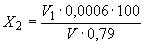 X₂ = V₁·0,0006·100 / V·0,79